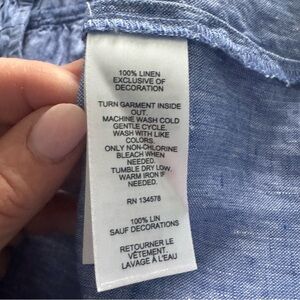 100% LINEN
EXCLUSIVE OF
DECORATION
TURN GARMENT INSIDE
OUT.
MACHINE WASH COLD
GENTLE CYCLE.
WASH WITH LIKE
COLORS.
ONLY NON-CHLORINE
BLEACH WHEN
NEEDED.
TUMBLE DRY LOW,
WARM IRON IF
NEEDED.
RN 134578
100% LIN
SAUF DECORATIONS
RETOURNER LE
VÊTEMENT.
LAVAGE À L'EAU